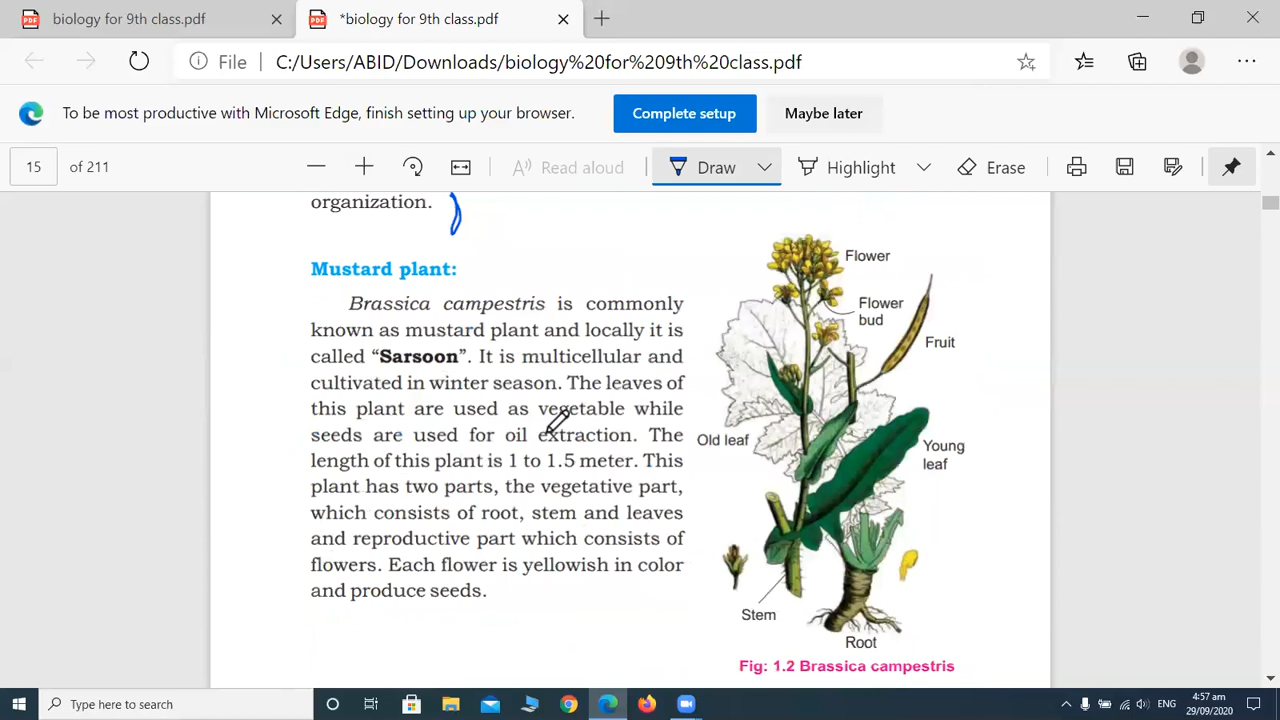 biology for 9th class.pdf
*biology for 9th class.pdf
File
C:/Users/ABID/Downloads/biology%20for%209th%20class.pdf
To be most productive with Microsoft Edge, finish setting up your browser.
Complete setup
Maybe later
15 of 211
Read aloud
Draw
Highlight
Erase
organization.
Mustard plant:
Brassica campestris is commonly
known as mustard plant and locally it is
called “Sarsoon”. It is multicellular and
cultivated in winter season. The leaves of
this plant are used as vegetable while
seeds are used for oil extraction. The
length of this plant is 1 to 1.5 meter. This
plant has two parts, the vegetative part,
which consists of root, stem and leaves
and reproductive part which consists of
flowers. Each flower is yellowish in color
and produce seeds.
Flower
Flower
bud
Fruit
Old leaf
Young
leaf
Stem
Root
Fig: 1.2 Brassica campestris
Type here to search
ENG
4:57 am
29/09/2020